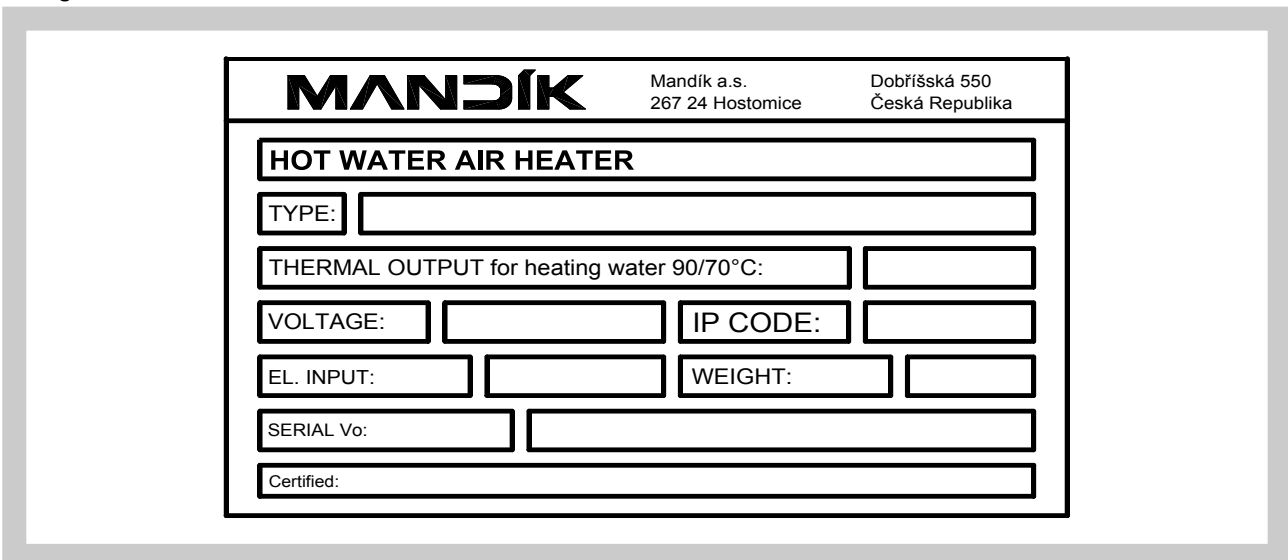 MANDÍK
Mandík a.s.
267 24 Hostomice
Dobříšská 550
Česká Republika
HOT WATER AIR HEATER
TYPE:
THERMAL OUTPUT for heating water 90/70°C:
VOLTAGE: IP CODE:
EL. INPUT: WEIGHT:
SERIAL Vo:
Certified: